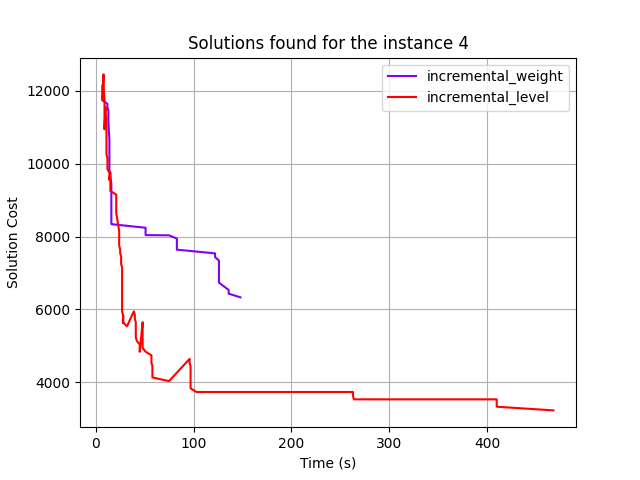 Solutions found for the instance 4
incremental_weight
incremental_level
12000
10000
8000
6000
4000
Solution Cost
0 100 200 300 400
Time (s)